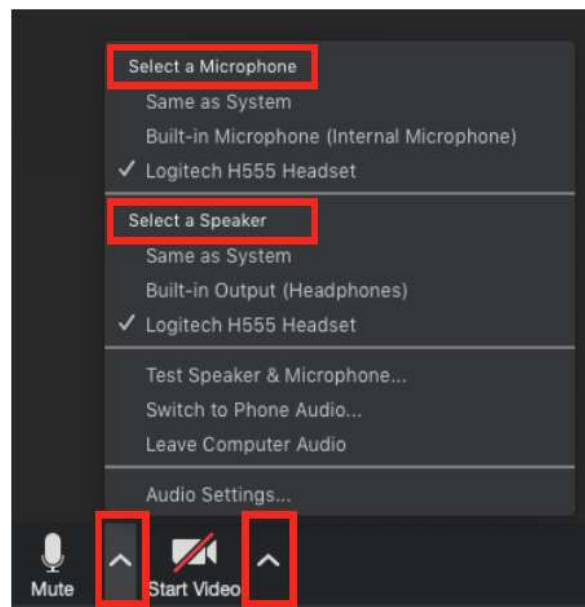 Select a Microphone
Same as System
Built-in Microphone (Internal Microphone)
✓ Logitech H555 Headset
Select a Speaker
Same as System
Built-in Output (Headphones)
✓ Logitech H555 Headset
Test Speaker & Microphone...
Switch to Phone Audio...
Leave Computer Audio
Audio Settings...
Mute
Start Video